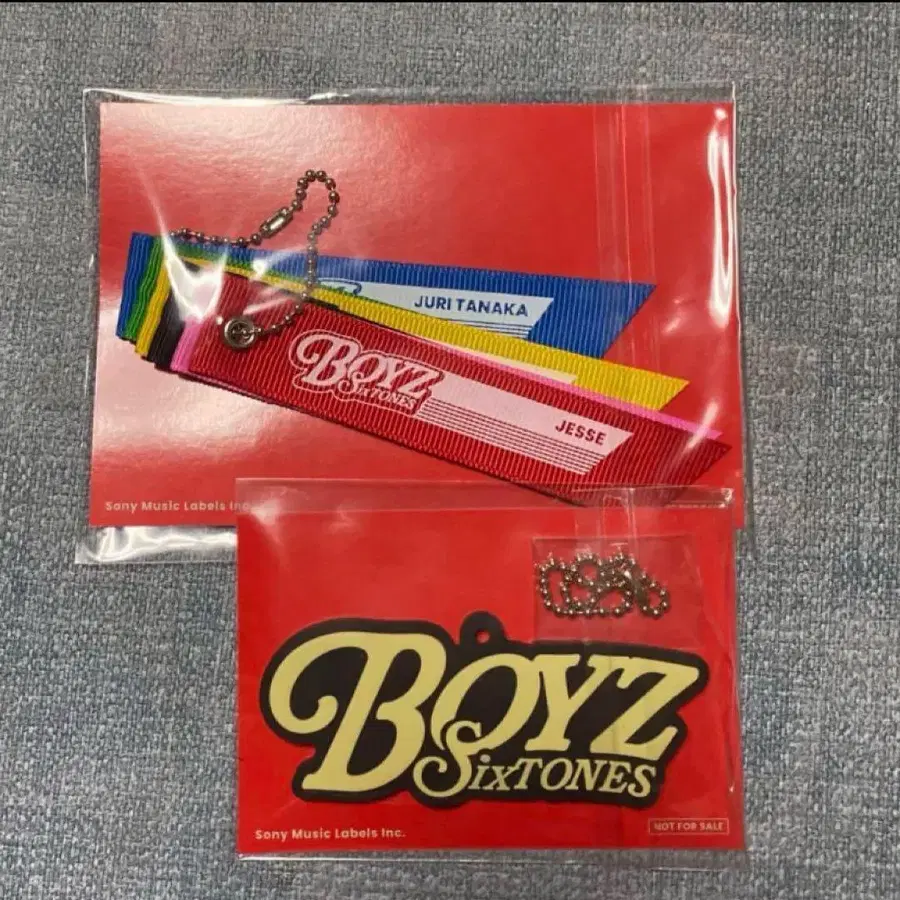 JURI TANAKA
BOYZ
SixTONES
JESSE
Sony Music Labels Inc.
BOYZ
SixTONES
Sony Music Labels Inc.
NOT FOR SALE